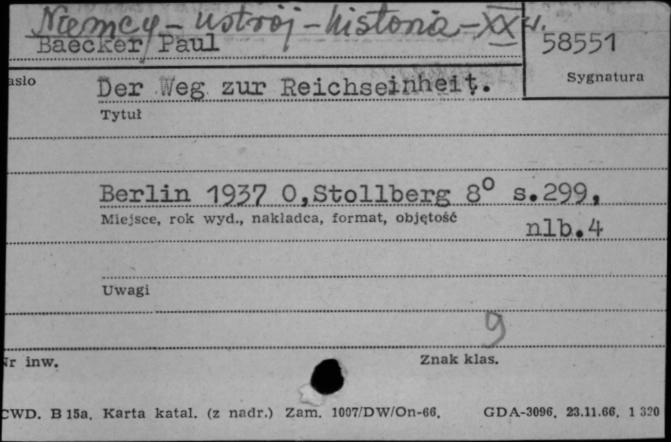 Niemcy - ustrój - historia - XX w.
Baecker Paul
58551
asło
Sygnatura
Der Weg zur Reichseinheit.
Tytuł
Berlin 1937 O,Stollberg 8° s.299,
Miejsce, rok wyd., nakładca, format, objętość
nlb.4
Uwagi
9
Nr inw.
Znak klas.
CWD. B 15a. Karta katal. (z nadr.) Zam. 1007/DW/On-66. GDA-3096. 23.11.66. 1 320